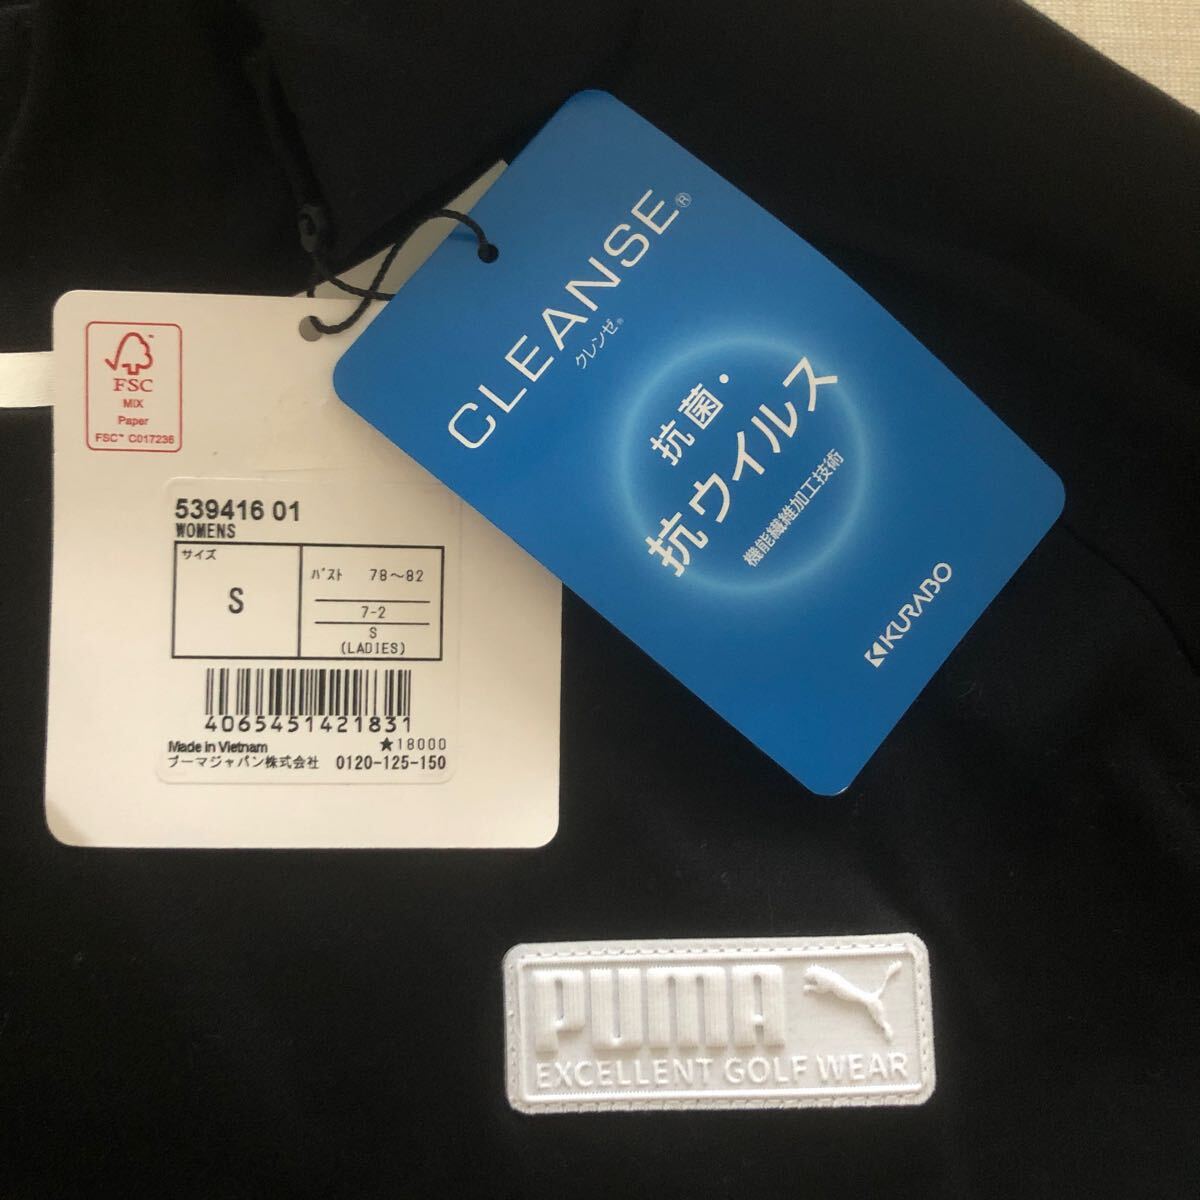 FSC
MIX
Paper
FSC™ C017236
539416 01
WOMENS
サイズ
S
バスト 78～82
7-2
S
(LADIES)
4065451421831
Made in Vietnam
★18000
プーマジャパン株式会社 0120-125-150
CLEANSE®
クレンゼ®
抗菌・
抗ウイルス
機能繊維加工技術
KURABO
PUMA
EXCELLENT GOLF WEAR